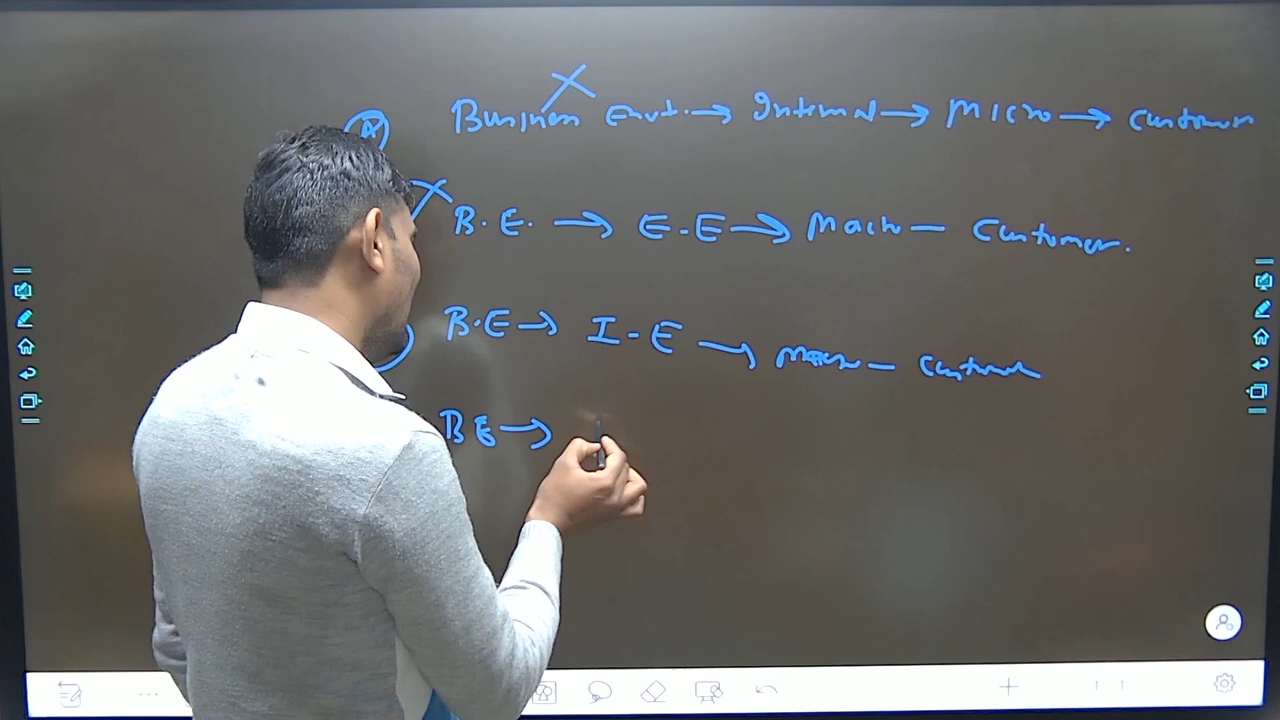 A Business Envt. → Internal → Micro → Customer
B.E. → E.E → Macro — Customer.
B.E → I-E → Macro — Customer
BE →